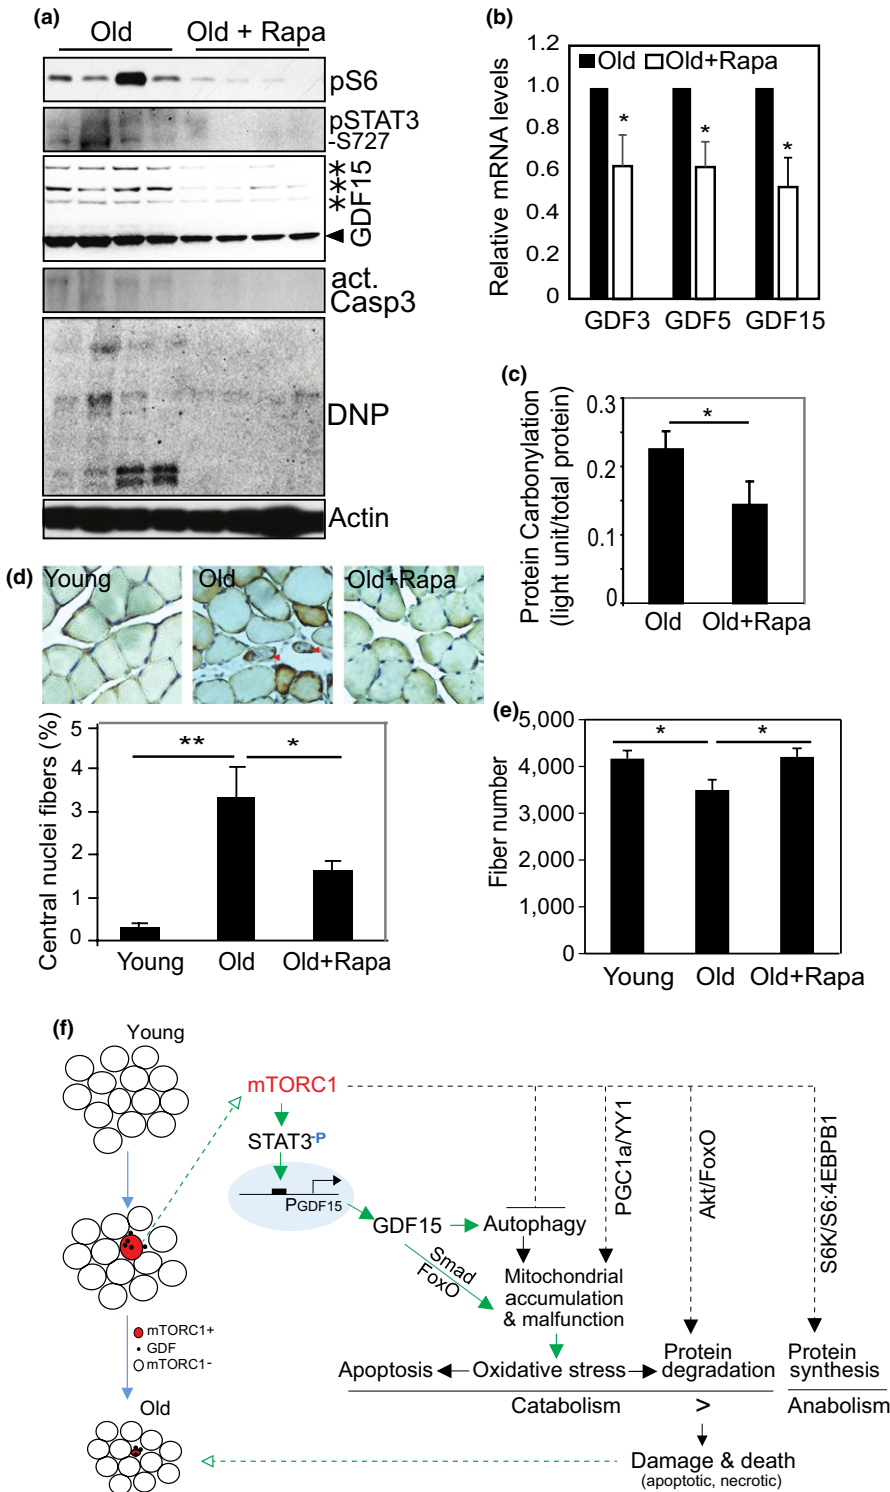 (a)
Old
Old + Rapa
pS6
pSTAT3
-S727
*
**
*
GDF15
act.
Casp3
DNP
Actin
(b)
Relative mRNA levels
1.2
1.0
0.8
0.6
0.4
0.2
0
Old
Old+Rapa
*
*
*
GDF3
GDF5
GDF15
(c)
Protein Carbonylation
(light unit/total protein)
0.3
0.2
0.1
0
*
Old
Old+Rapa
(d)
Young
Old
Old+Rapa
Central nuclei fibers (%)
5
4
3
2
1
0
**
*
Young
Old
Old+Rapa
(e)
Fiber number
5,000
4,000
3,000
2,000
1,000
0
*
*
Young
Old
Old+Rapa
(f)
Young
mTORC1+
GDF
mTORC1-
Old
mTORC1
STAT3-P
PGDF15
GDF15
Autophagy
Smad
FoxO
PGC1a/YY1
Akt/FoxO
S6K/S6:4EBPB1
Mitochondrial
accumulation
& malfunction
Apoptosis
Oxidative stress
Protein
degradation
Protein
synthesis
Catabolism
>
Anabolism
Damage & death
(apoptotic, necrotic)